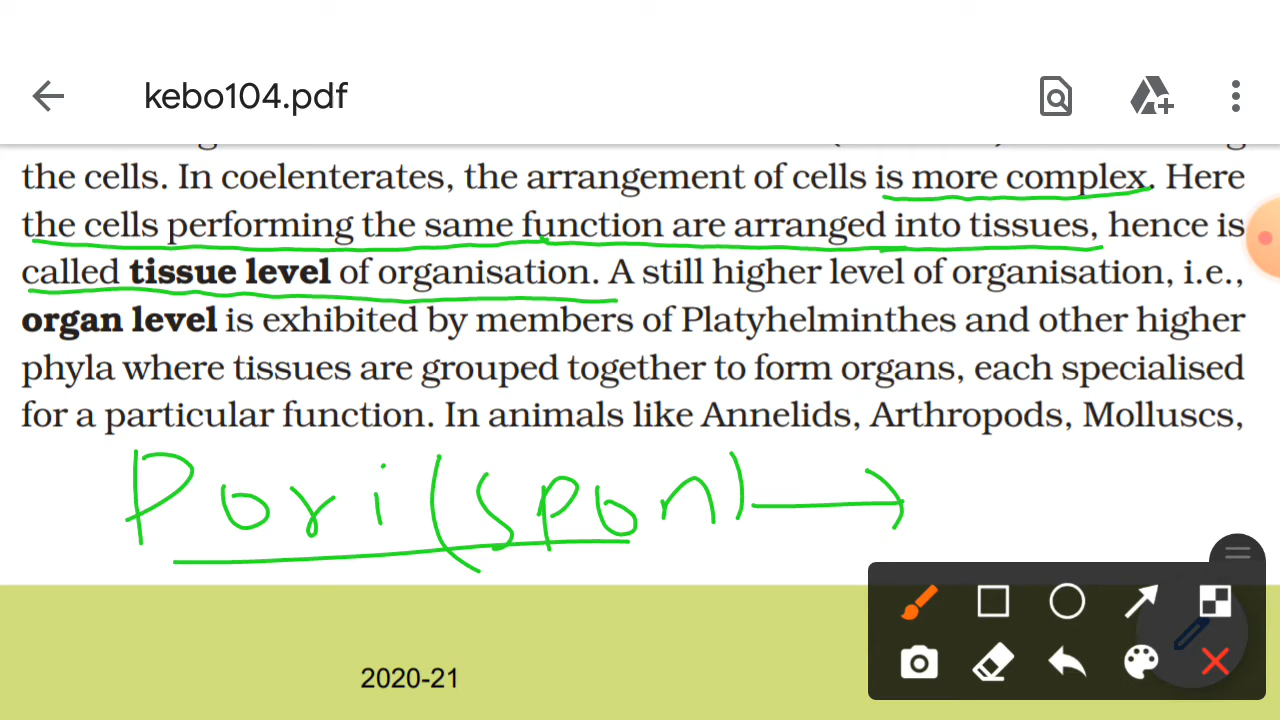 kebo104.pdf
the cells. In coelenterates, the arrangement of cells is more complex. Here
the cells performing the same function are arranged into tissues, hence is
called tissue level of organisation. A still higher level of organisation, i.e.,
organ level is exhibited by members of Platyhelminthes and other higher
phyla where tissues are grouped together to form organs, each specialised
for a particular function. In animals like Annelids, Arthropods, Molluscs,
Pori(spon)→
2020-21